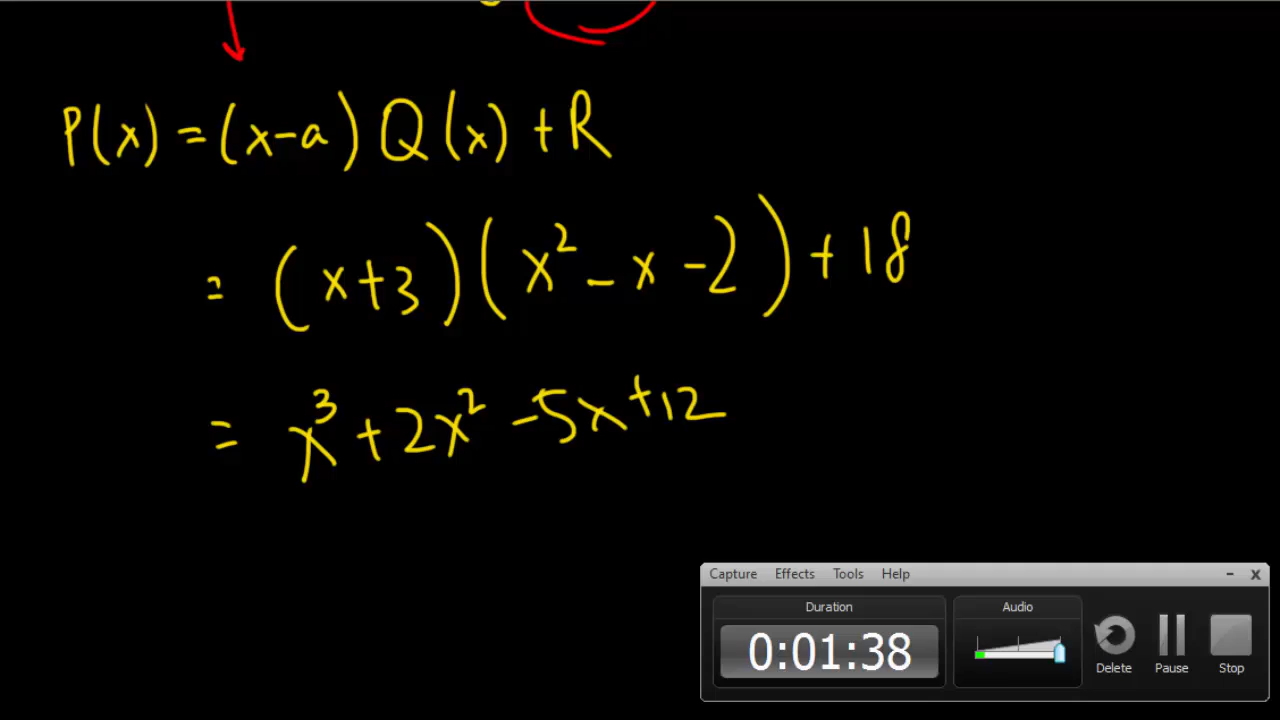 P(x) = (x-a) Q(x) + R
= (x+3)(x² - x - 2) + 18
= x³ + 2x² - 5x + 12
Capture Effects Tools Help - x
Duration Audio
0:01:38
Delete Pause Stop